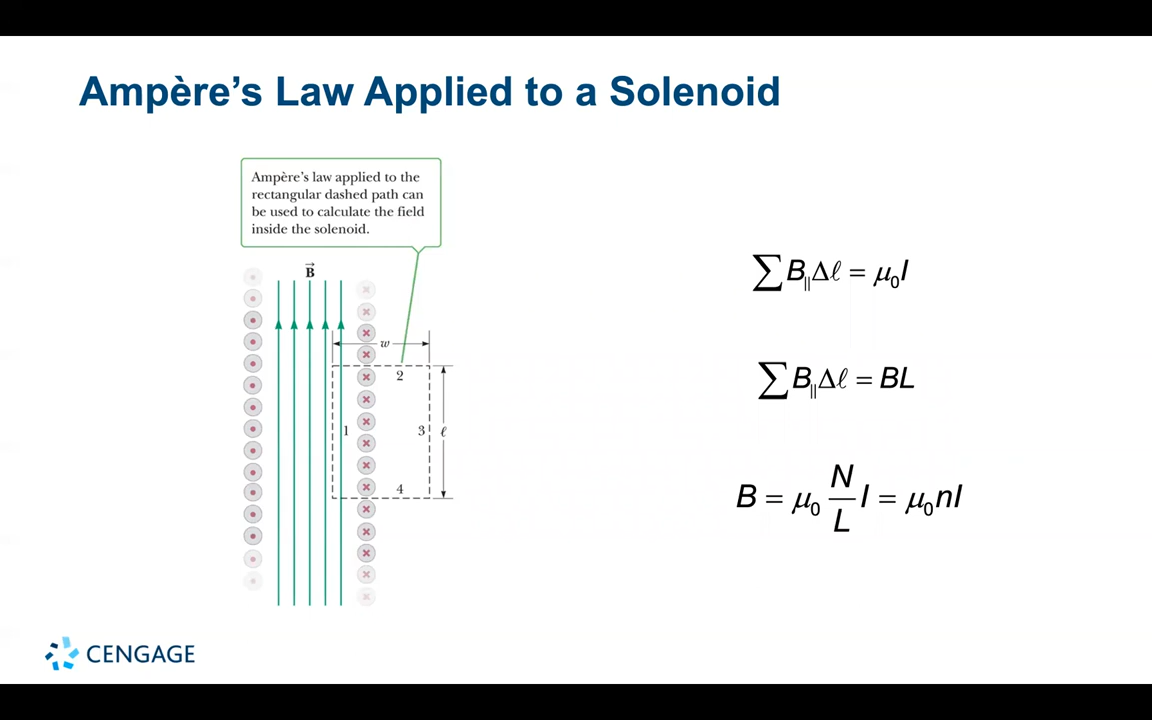 Ampère's Law Applied to a Solenoid
Ampère's law applied to the
rectangular dashed path can
be used to calculate the field
inside the solenoid.
B⃗
w
2
1
3
ℓ
4
∑B∥Δℓ = μ₀I
∑B∥Δℓ = BL
B = μ₀ N/L I = μ₀nI
CENGAGE